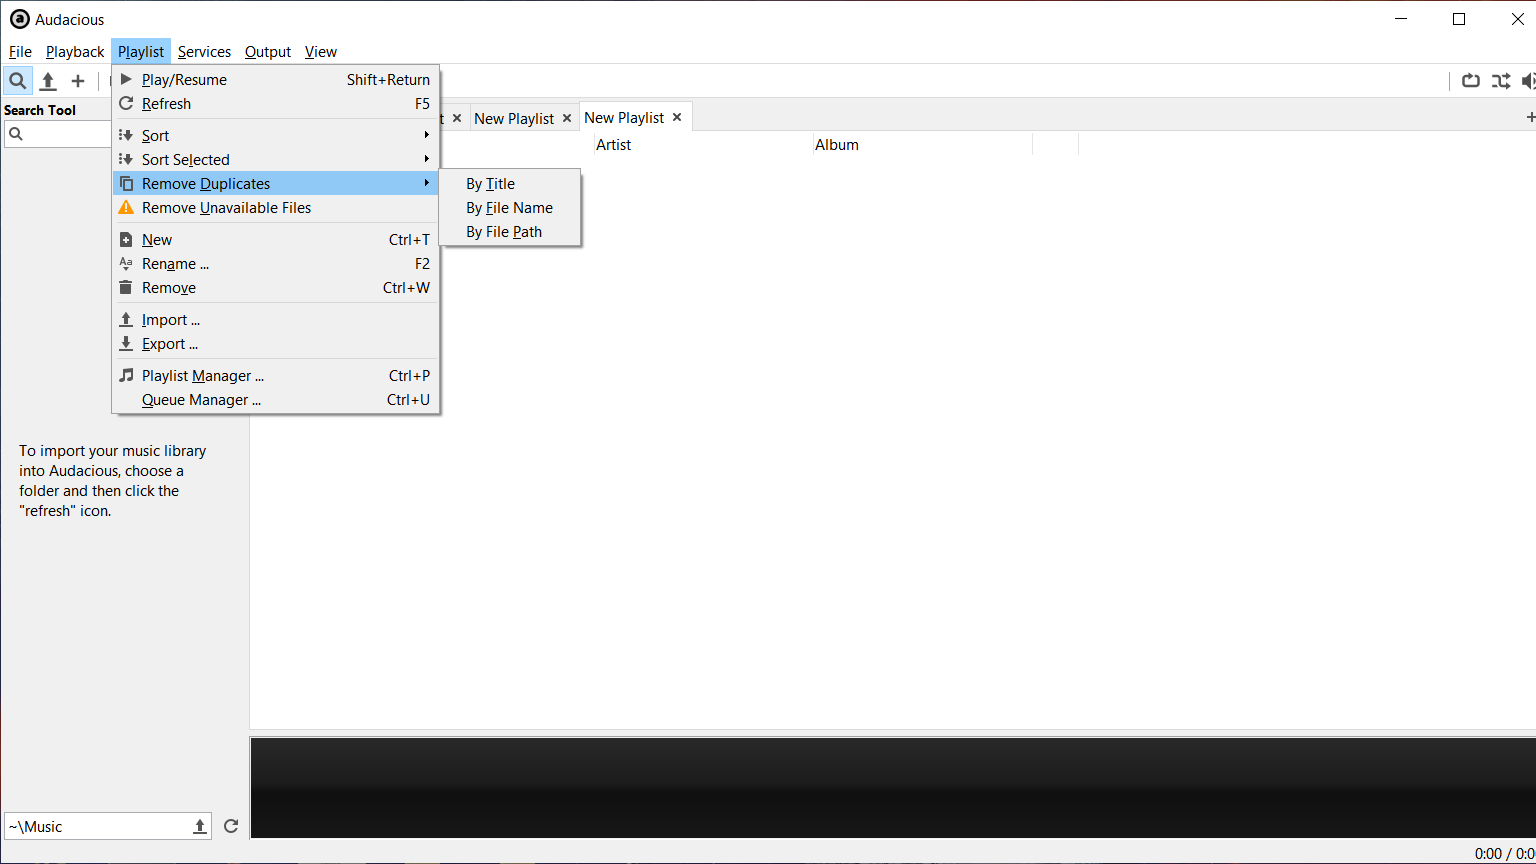 Audacious
File Playback Playlist Services Output View
Play/Resume Shift+Return
Refresh F5
Search Tool
t New Playlist New Playlist
Sort
Artist Album
Sort Selected
Remove Duplicates
By Title
Remove Unavailable Files
By File Name
By File Path
New Ctrl+T
Rename ... F2
Remove Ctrl+W
Import ...
Export ...
Playlist Manager ... Ctrl+P
Queue Manager ... Ctrl+U
To import your music library
into Audacious, choose a
folder and then click the
"refresh" icon.
~\Music
0:00 / 0:0